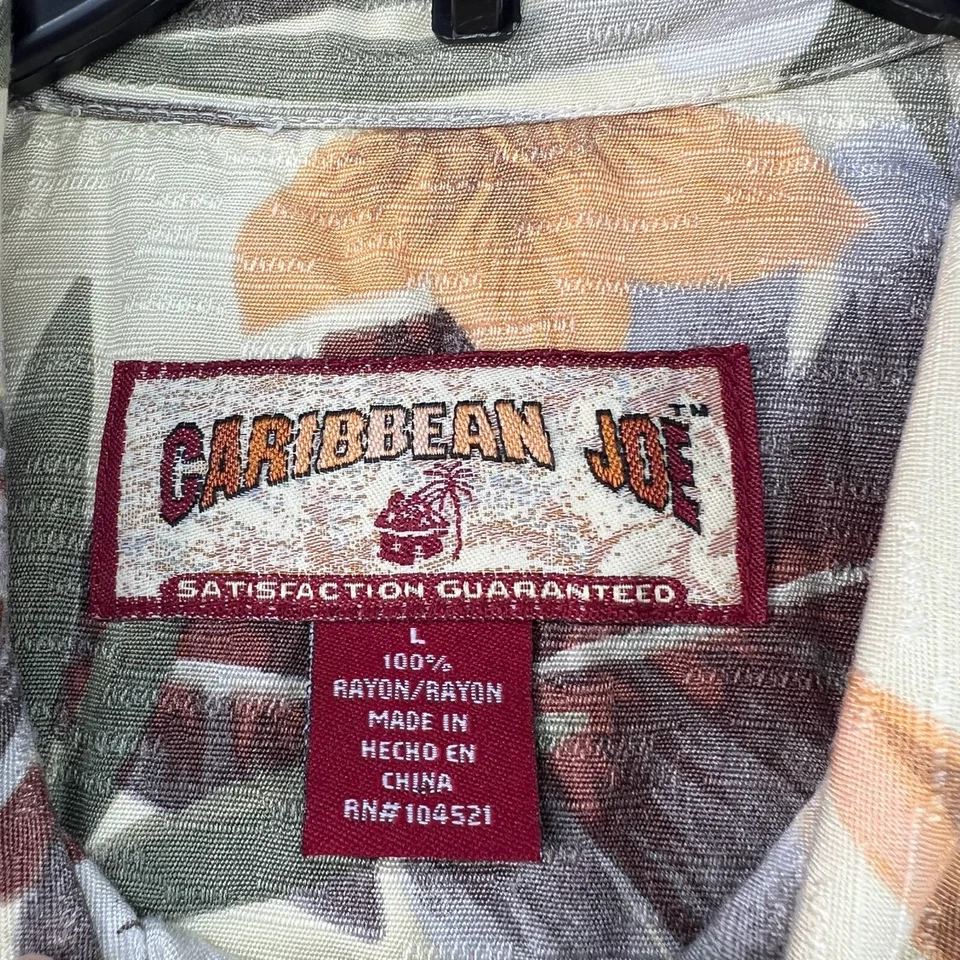 CARIBBEAN JOE™
SATISFACTION GUARANTEED
L
100%
RAYON/RAYON
MADE IN
HECHO EN
CHINA
RN#104521